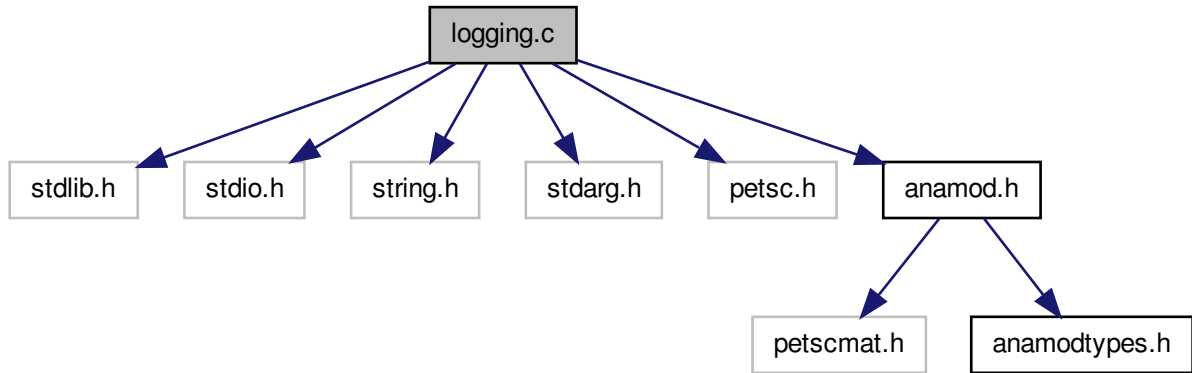 logging.c
stdlib.h
stdio.h
string.h
stdarg.h
petsc.h
anamod.h
petscmat.h
anamodtypes.h